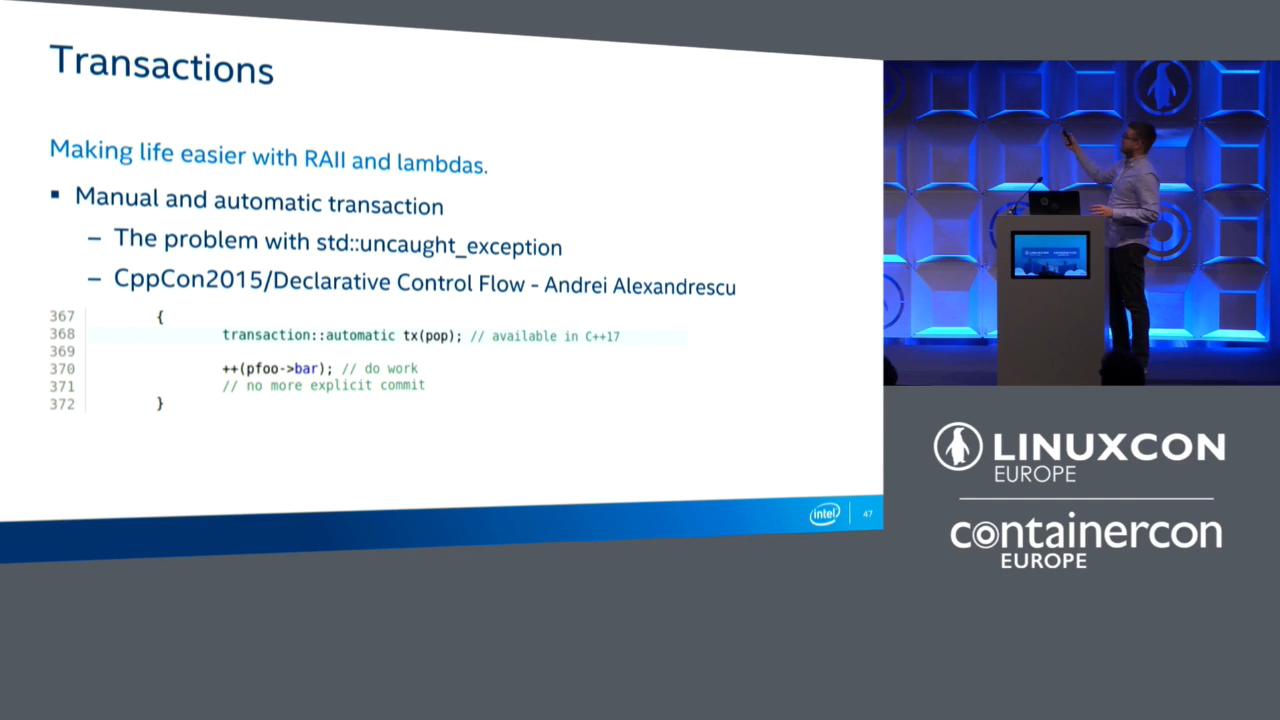 Transactions
Making life easier with RAII and lambdas.
▪ Manual and automatic transaction
– The problem with std::uncaught_exception
– CppCon2015/Declarative Control Flow - Andrei Alexandrescu
367 {
368 transaction::automatic tx(pop); // available in C++17
369
370 ++(pfoo->bar); // do work
371 // no more explicit commit
372 }
intel 47
LINUXCON
EUROPE
containercon
EUROPE